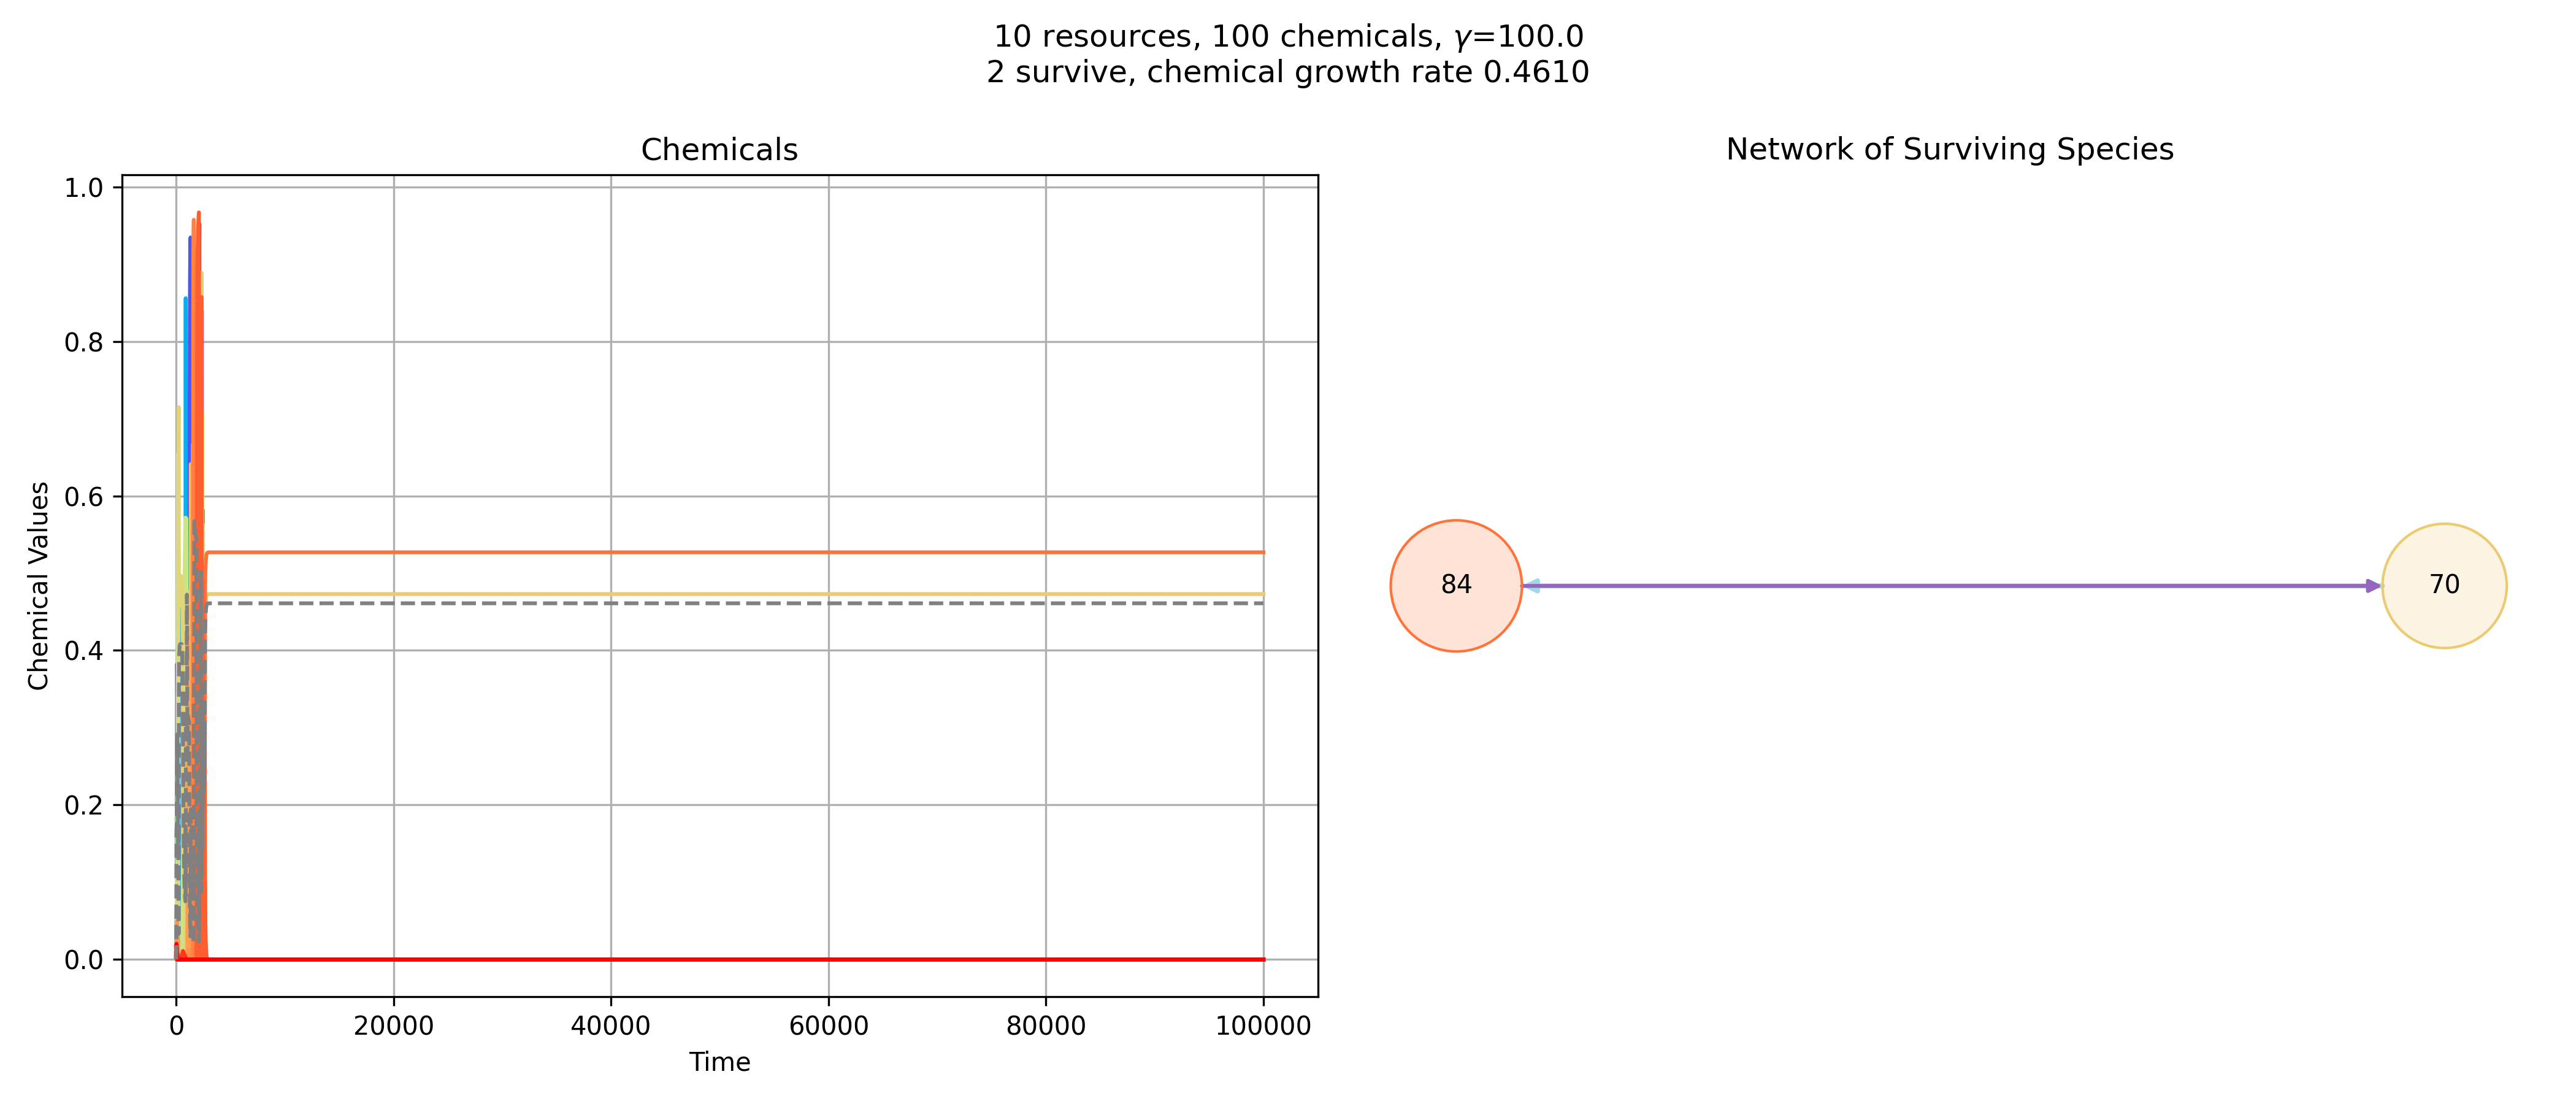 10 resources, 100 chemicals, γ=100.0
2 survive, chemical growth rate 0.4610
Chemicals
Network of Surviving Species
1.0
0.8
0.6
0.4
0.2
0.0
Chemical Values
0
20000
40000
60000
80000
100000
Time
84
70